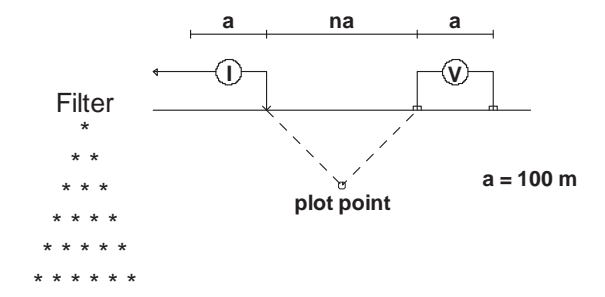 a na a
I V
Filter
*
* *
* * *
* * * *
* * * * *
* * * * * *
plot point
a = 100 m